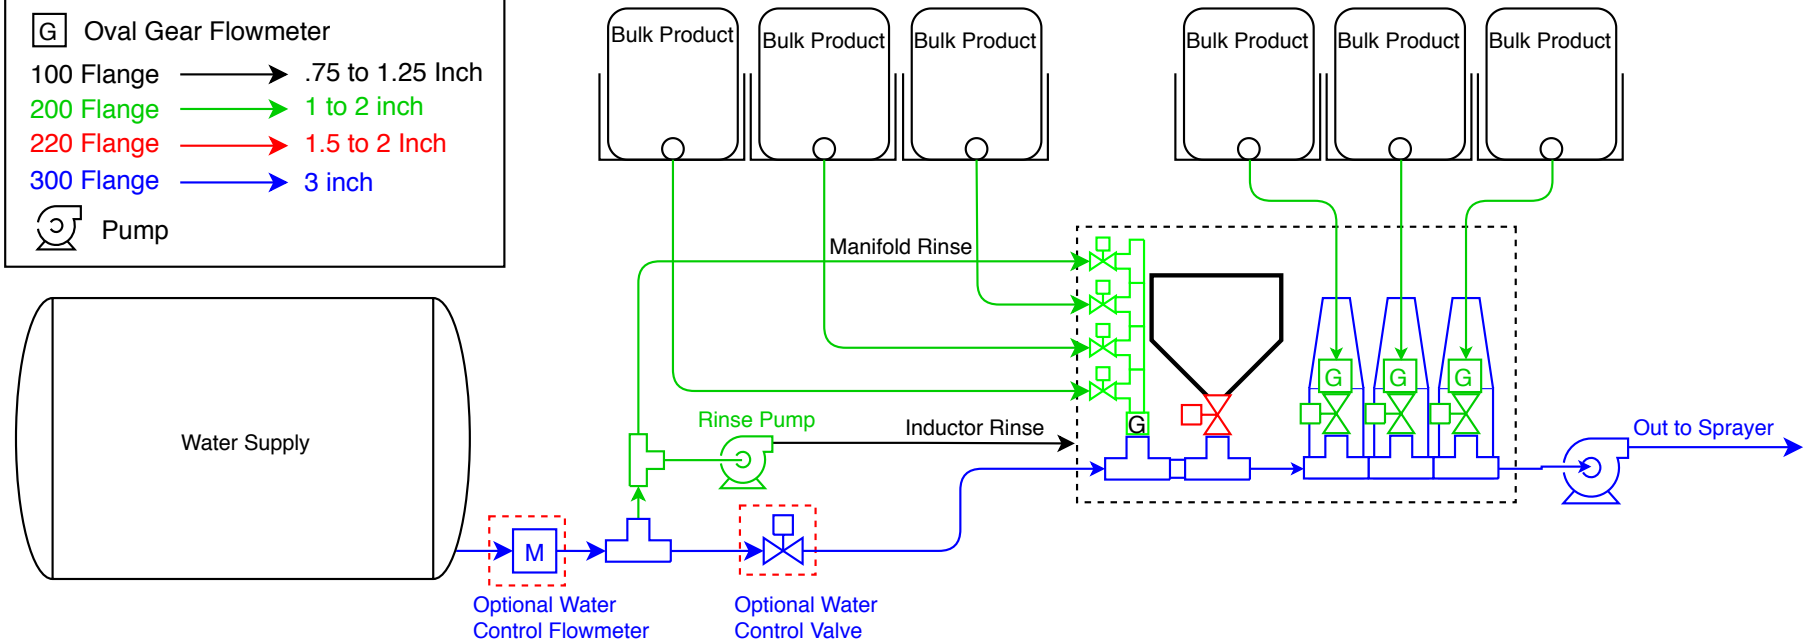 G Oval Gear Flowmeter
100 Flange .75 to 1.25 Inch
200 Flange 1 to 2 inch
220 Flange 1.5 to 2 Inch
300 Flange 3 inch
Pump
Bulk Product
Bulk Product
Bulk Product
Bulk Product
Bulk Product
Bulk Product
Manifold Rinse
G
G
G
G
Rinse Pump
Inductor Rinse
Out to Sprayer
Water Supply
M
Optional Water
Control Flowmeter
Optional Water
Control Valve